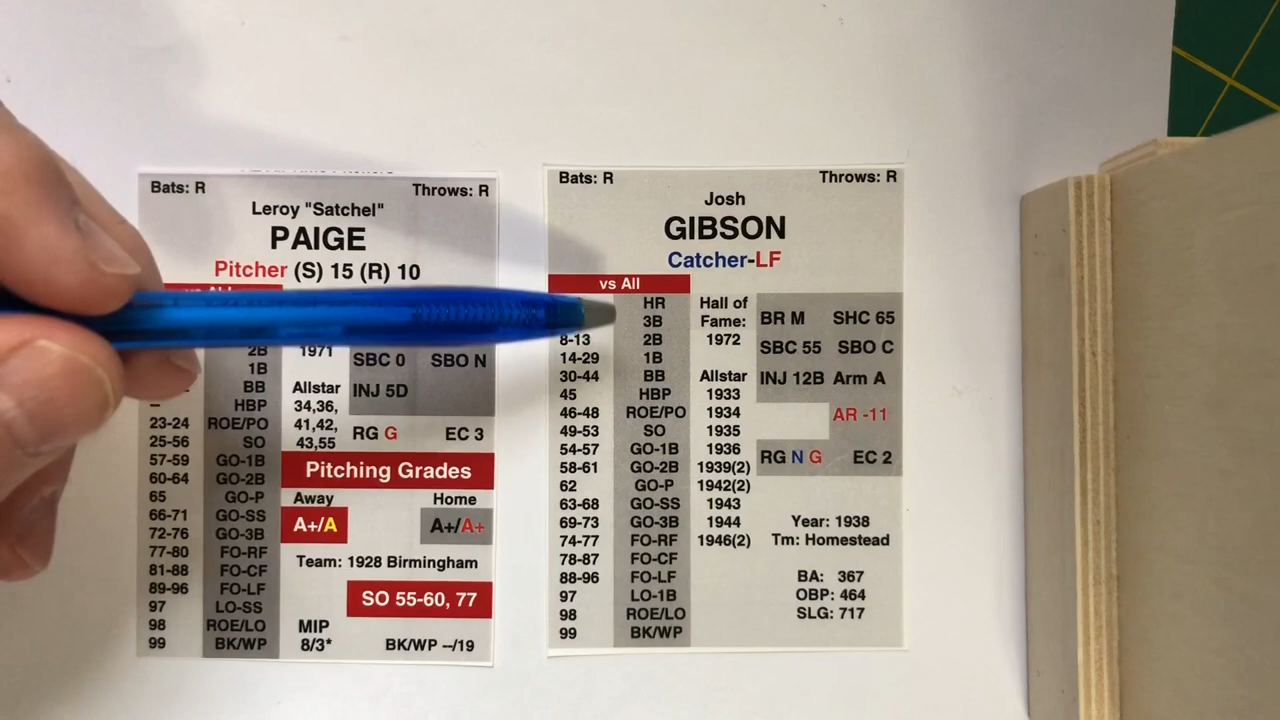 Bats: R Throws: R
Leroy "Satchel"
PAIGE
Pitcher (S) 15 (R) 10
2B 1971 SBC 0 SBO N
1B
BB Allstar INJ 5D
-- HBP 34,36,
23-24 ROE/PO 41,42, RG G EC 3
25-56 SO 43,55
57-59 GO-1B Pitching Grades
60-64 GO-2B
65 GO-P Away Home
66-71 GO-SS A+/A A+/A+
72-76 GO-3B
77-80 FO-RF Team: 1928 Birmingham
81-88 FO-CF
89-96 FO-LF SO 55-60, 77
97 LO-SS
98 ROE/LO MIP
99 BK/WP 8/3* BK/WP --/19
Bats: R Throws: R
Josh
GIBSON
Catcher-LF
vs All
HR Hall of
3B Fame: BR M SHC 65
8-13 2B 1972 SBC 55 SBO C
14-29 1B
30-44 BB Allstar INJ 12B Arm A
45 HBP 1933
46-48 ROE/PO 1934 AR -11
49-53 SO 1935
54-57 GO-1B 1936 RG N G EC 2
58-61 GO-2B 1939(2)
62 GO-P 1942(2)
63-68 GO-SS 1943
69-73 GO-3B 1944 Year: 1938
74-77 FO-RF 1946(2) Tm: Homestead
78-87 FO-CF
88-96 FO-LF BA: 367
97 LO-1B OBP: 464
98 ROE/LO SLG: 717
99 BK/WP